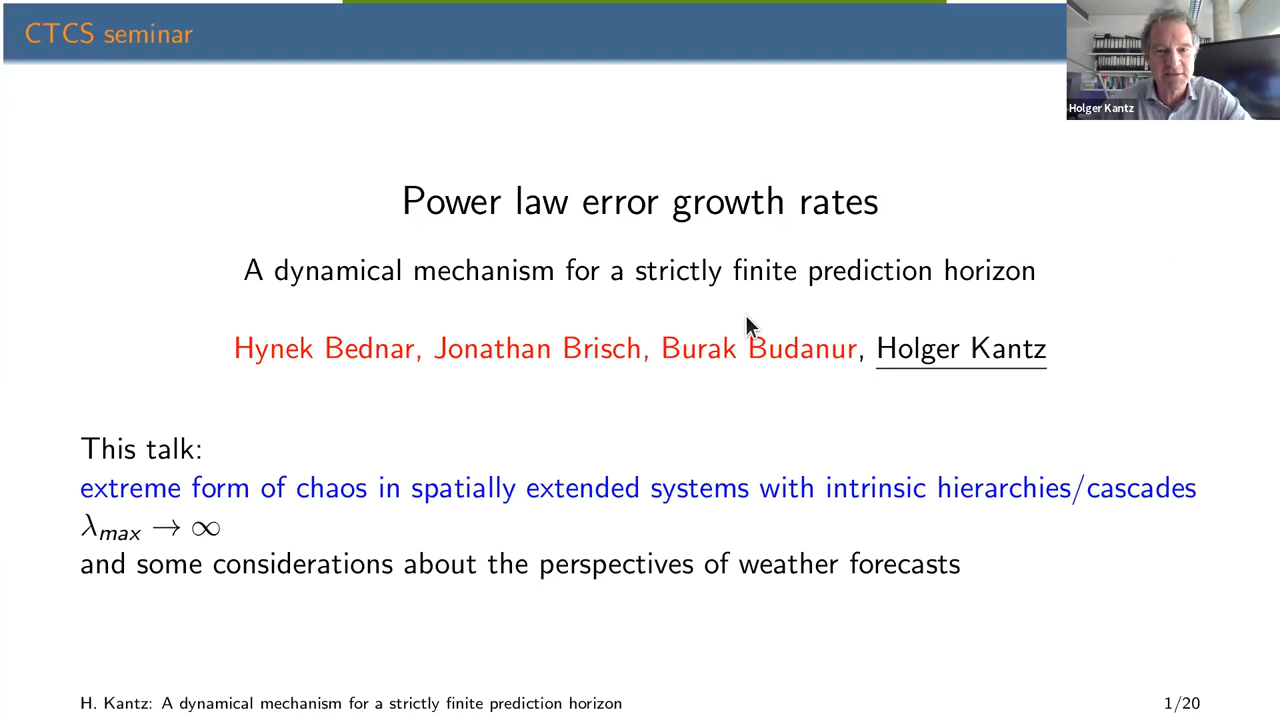 CTCS seminar
Holger Kantz
Power law error growth rates
A dynamical mechanism for a strictly finite prediction horizon
Hynek Bednar, Jonathan Brisch, Burak Budanur, Holger Kantz
This talk:
extreme form of chaos in spatially extended systems with intrinsic hierarchies/cascades
λmax → ∞
and some considerations about the perspectives of weather forecasts
H. Kantz: A dynamical mechanism for a strictly finite prediction horizon
1/20